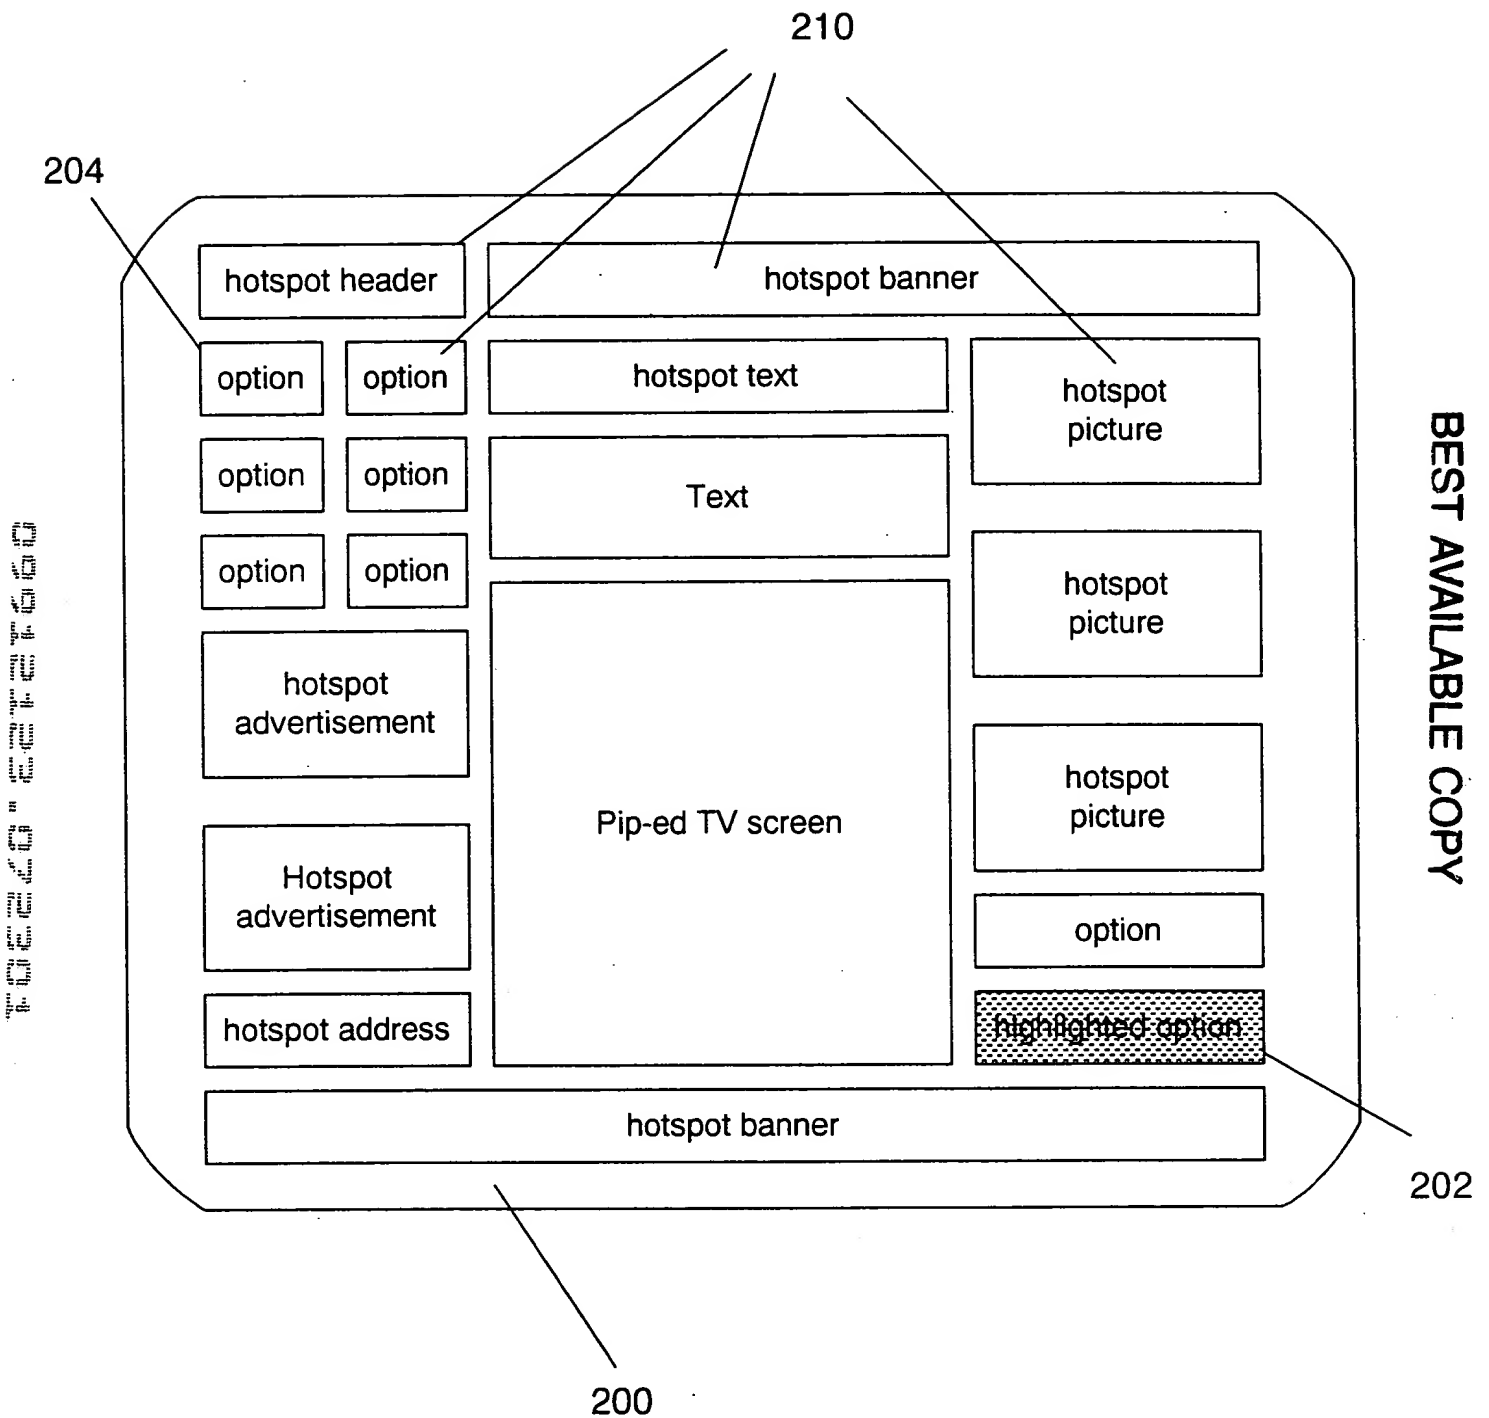 210
204
hotspot header
hotspot banner
option
option
hotspot text
hotspot
picture
option
option
Text
option
option
hotspot
picture
hotspot
advertisement
Pip-ed TV screen
hotspot
picture
Hotspot
advertisement
option
hotspot address
highlighted option
hotspot banner
202
200
BEST AVAILABLE COPY